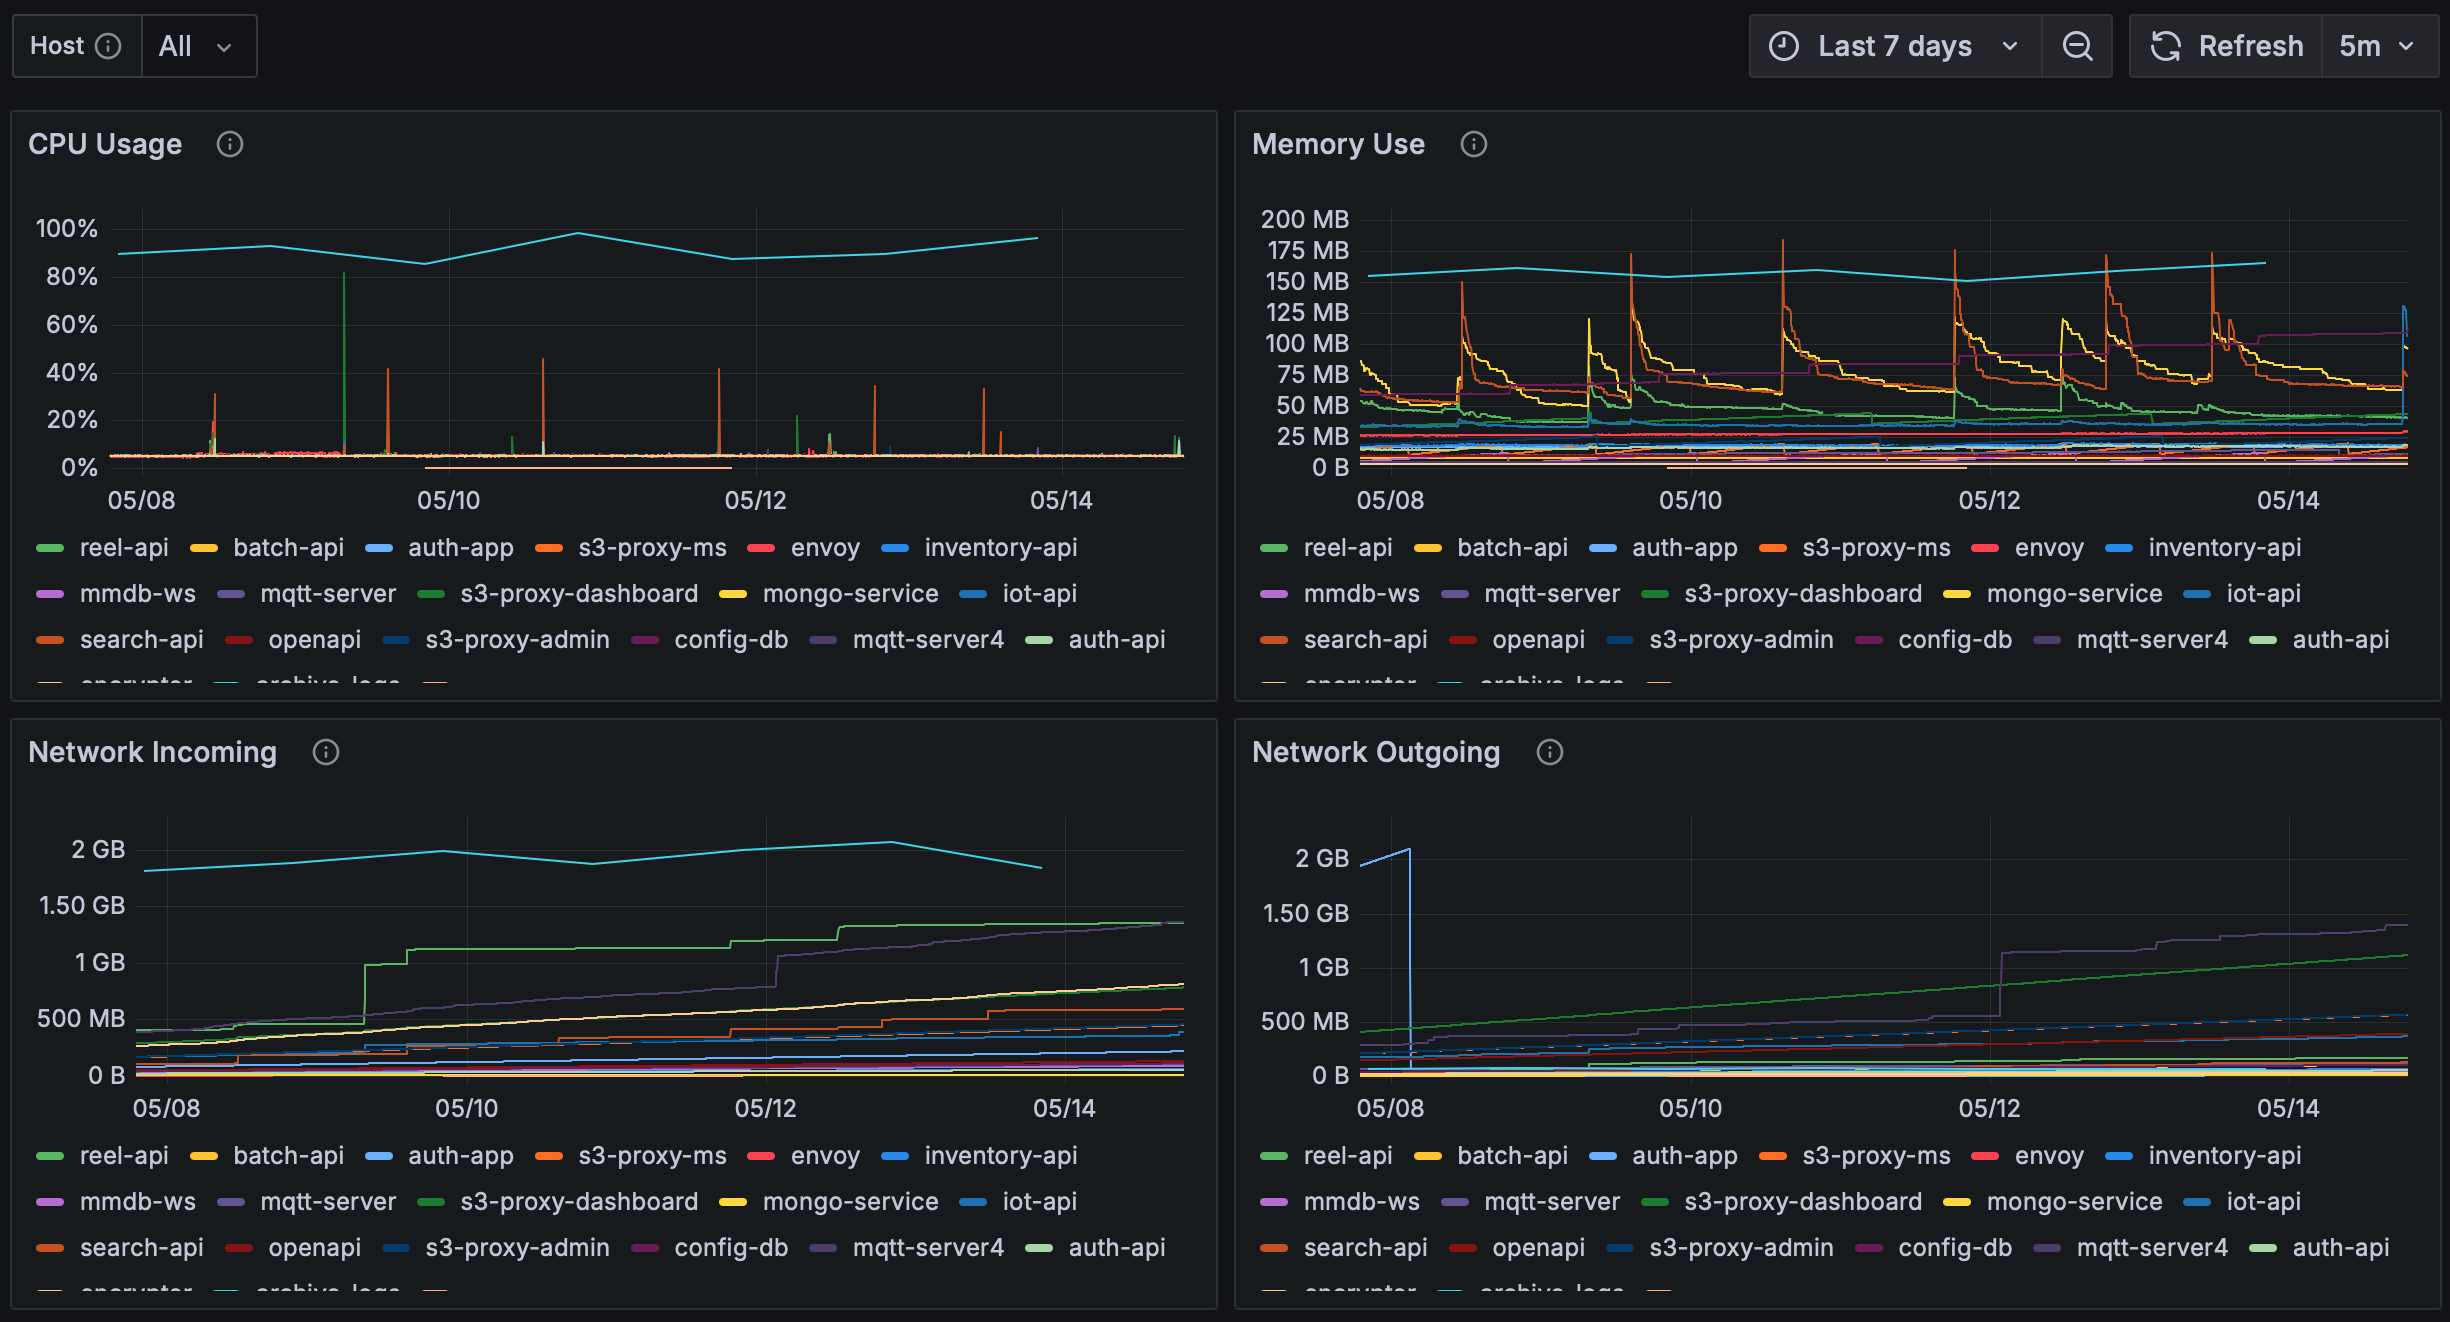 Host All Last 7 days Refresh 5m
CPU Usage
100%
80%
60%
40%
20%
0%
05/08 05/10 05/12 05/14
reel-api batch-api auth-app s3-proxy-ms envoy inventory-api
mmdb-ws mqtt-server s3-proxy-dashboard mongo-service iot-api
search-api openapi s3-proxy-admin config-db mqtt-server4 auth-api
encryptor archive-logs
Memory Use
200 MB
175 MB
150 MB
125 MB
100 MB
75 MB
50 MB
25 MB
0 B
05/08 05/10 05/12 05/14
reel-api batch-api auth-app s3-proxy-ms envoy inventory-api
mmdb-ws mqtt-server s3-proxy-dashboard mongo-service iot-api
search-api openapi s3-proxy-admin config-db mqtt-server4 auth-api
encryptor archive-logs
Network Incoming
2 GB
1.50 GB
1 GB
500 MB
0 B
05/08 05/10 05/12 05/14
reel-api batch-api auth-app s3-proxy-ms envoy inventory-api
mmdb-ws mqtt-server s3-proxy-dashboard mongo-service iot-api
search-api openapi s3-proxy-admin config-db mqtt-server4 auth-api
encryptor archive-logs
Network Outgoing
2 GB
1.50 GB
1 GB
500 MB
0 B
05/08 05/10 05/12 05/14
reel-api batch-api auth-app s3-proxy-ms envoy inventory-api
mmdb-ws mqtt-server s3-proxy-dashboard mongo-service iot-api
search-api openapi s3-proxy-admin config-db mqtt-server4 auth-api
encryptor archive-logs